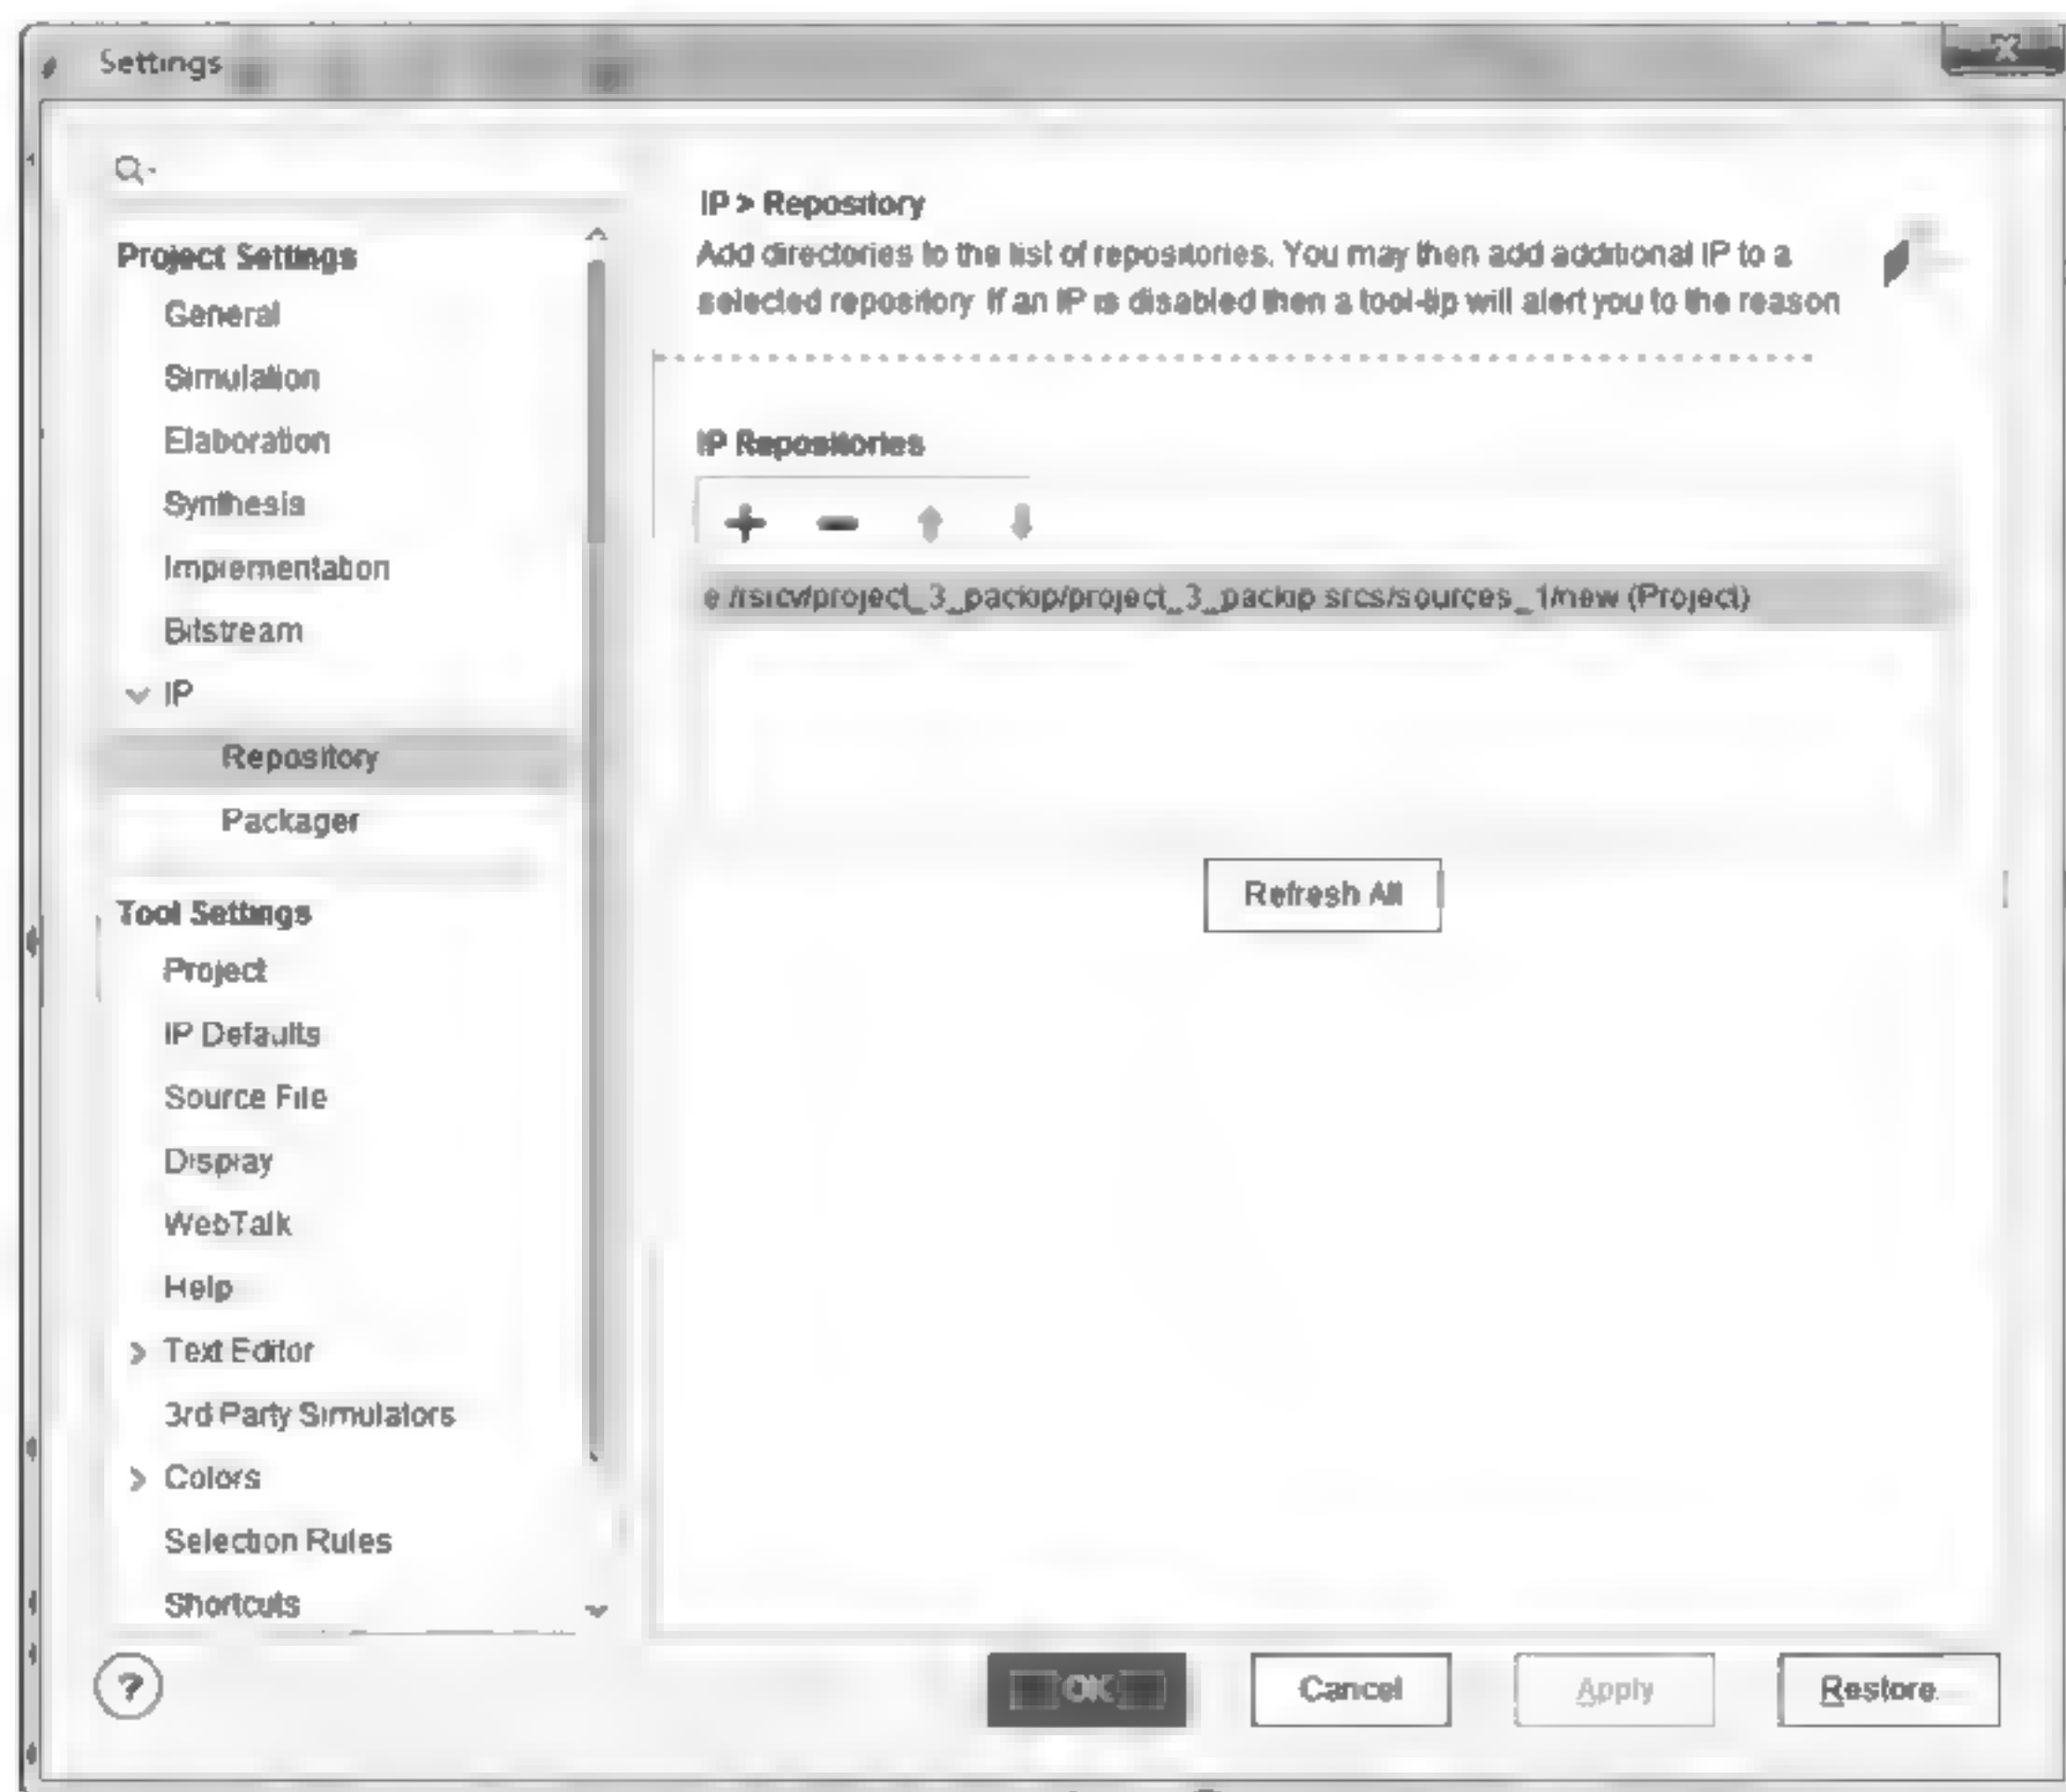 Settings
Project Settings
General
Simulation
Elaboration
Synthesis
Implementation
Bitstream
IP
Repository
Packager
Tool Settings
Project
IP Defaults
Source File
Display
WebTalk
Help
Text Editor
3rd Party Simulators
Colors
Selection Rules
Shortcuts
IP > Repository
Add directories to the list of repositories. You may then add additional IP to a
selected repository. If an IP is disabled then a tool-tip will alert you to the reason
IP Repositories
e:/rsicv/project_3_packip/project_3_packip.srcs/sources_1/new (Project)
Refresh All
?
OK
Cancel
Apply
Restore